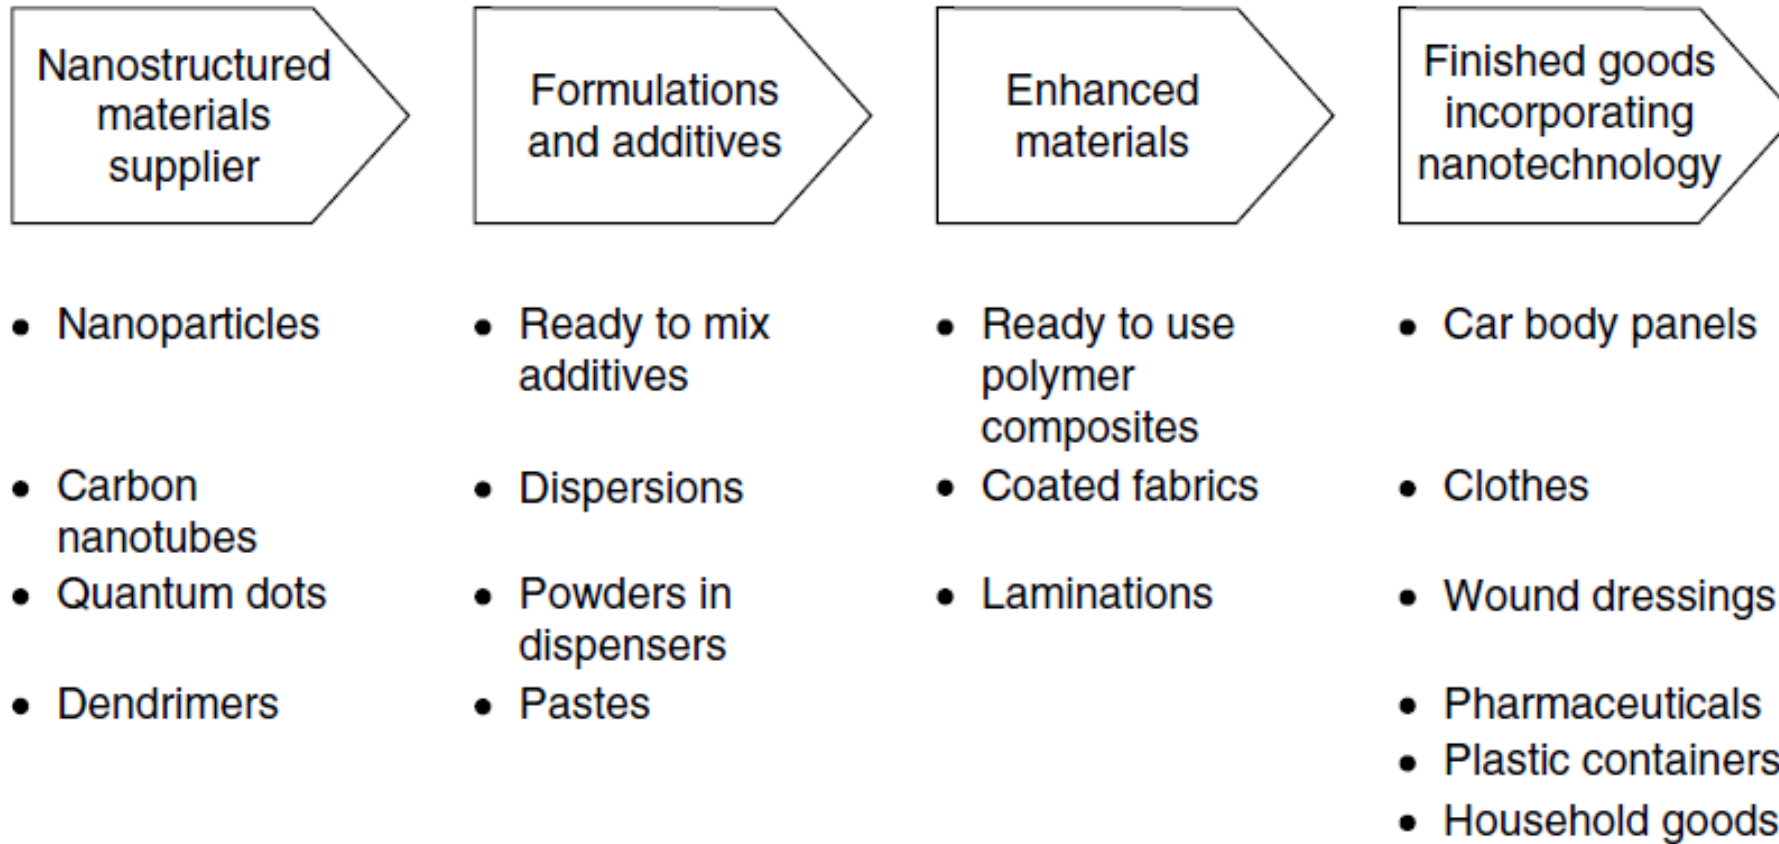 Nanostructured
materials
supplier
Formulations
and additives
Enhanced
materials
Finished goods
incorporating
nanotechnology
• Nanoparticles
• Carbon
nanotubes
• Quantum dots
• Dendrimers
• Ready to mix
additives
• Dispersions
• Powders in
dispensers
• Pastes
• Ready to use
polymer
composites
• Coated fabrics
• Laminations
• Car body panels
• Clothes
• Wound dressings
• Pharmaceuticals
• Plastic containers
• Household goods